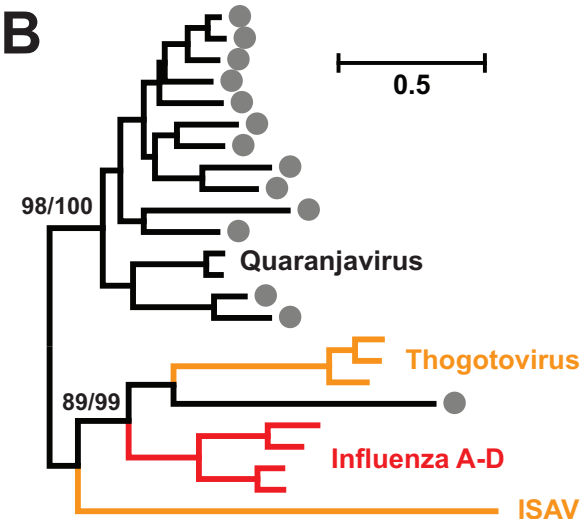 B
0.5
98/100
Quaranjavirus
Thogotovirus
89/99
Influenza A-D
ISAV